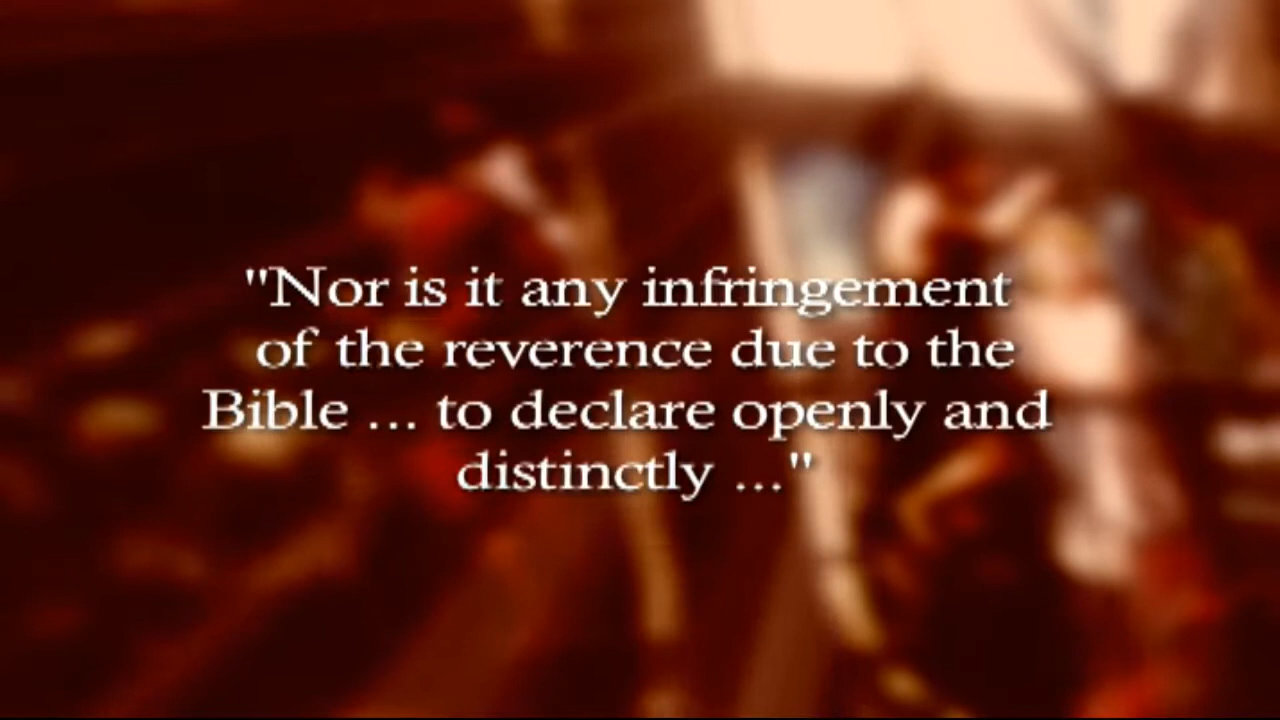 "Nor is it any infringement
of the reverence due to the
Bible ... to declare openly and
distinctly ..."